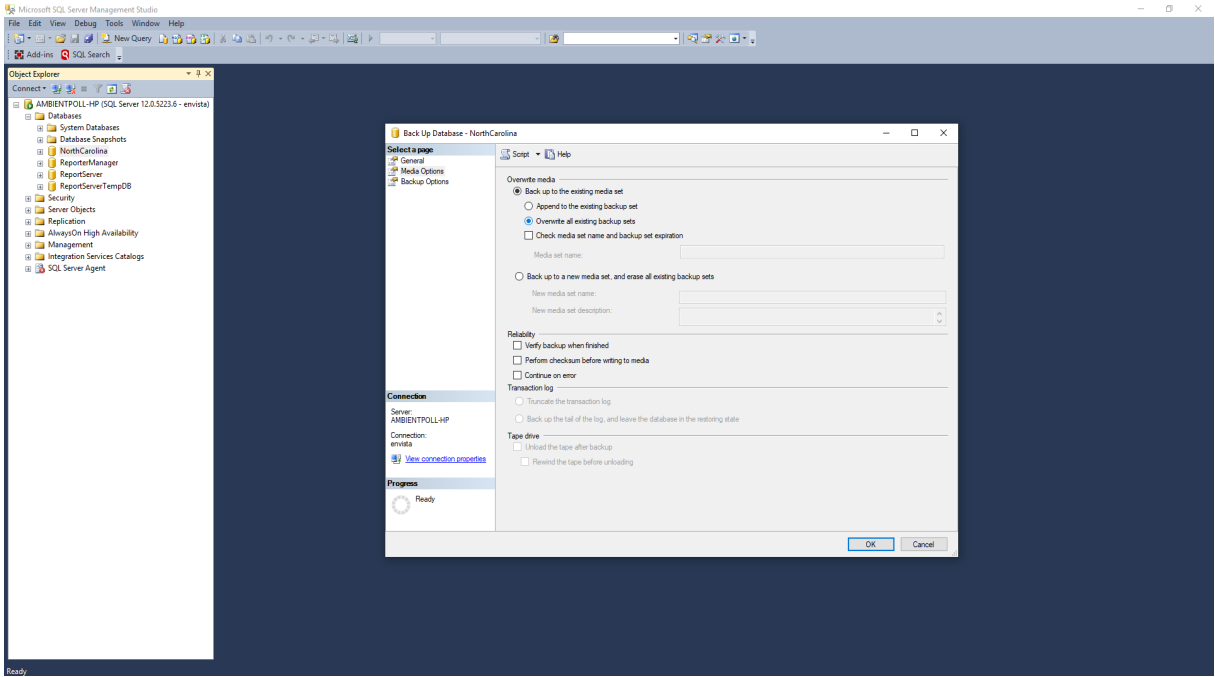 Microsoft SQL Server Management Studio
File Edit View Debug Tools Window Help
New Query
Add-ins SQL Search
Object Explorer
Connect
AMBIENTPOLL-HP (SQL Server 12.0.5223.6 - envista)
Databases
System Databases
Database Snapshots
NorthCarolina
ReporterManager
ReportServer
ReportServerTempDB
Security
Server Objects
Replication
AlwaysOn High Availability
Management
Integration Services Catalogs
SQL Server Agent
Back Up Database - NorthCarolina
Select a page
General
Media Options
Backup Options
Script Help
Overwrite media
Back up to the existing media set
Append to the existing backup set
Overwrite all existing backup sets
Check media set name and backup set expiration
Media set name:
Back up to a new media set, and erase all existing backup sets
New media set name:
New media set description:
Reliability
Verify backup when finished
Perform checksum before writing to media
Continue on error
Transaction log
Truncate the transaction log
Back up the tail of the log, and leave the database in the restoring state
Tape drive
Unload the tape after backup
Rewind the tape before unloading
Connection
Server:
AMBIENTPOLL-HP
Connection:
envista
View connection properties
Progress
Ready
OK Cancel
Ready